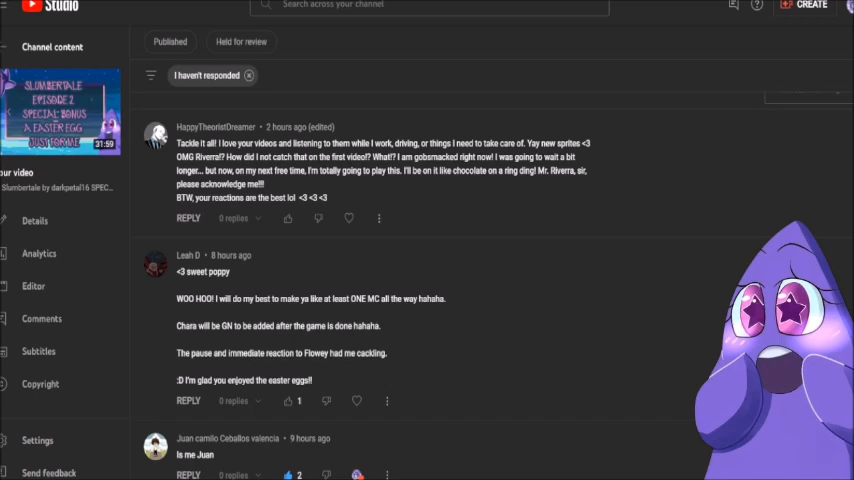 Studio
Search across your channel
CREATE
Channel content
Published
Held for review
I haven't responded
SLUMBERTALE
EPISODE 2
SPECIAL BONUS
A EASTER EGG
JUST FOR ME
31:59
our video
Slumbertale by darkpetal16 SPEC...
Details
Analytics
Editor
Comments
Subtitles
Copyright
Settings
Send feedback
HappyTheoristDreamer • 2 hours ago (edited)
Tackle it all! I love your videos and listening to them while I work, driving, or things I need to take care of. Yay new sprites <3
OMG Riverra!? How did I not catch that on the first video!? What!? I am gobsmacked right now! I was going to wait a bit
longer... but now, on my next free time, I'm totally going to play this. I'll be on it like chocolate on a ring ding! Mr. Riverra, sir,
please acknowledge me!!!
BTW, your reactions are the best lol <3 <3 <3
REPLY 0 replies
Leah D • 8 hours ago
<3 sweet poppy
WOO HOO! I will do my best to make ya like at least ONE MC all the way hahaha.
Chara will be GN to be added after the game is done hahaha.
The pause and immediate reaction to Flowey had me cackling.
:D I'm glad you enjoyed the easter eggs!!
REPLY 0 replies 1
Juan camilo Ceballos valencia • 9 hours ago
Is me Juan
REPLY 0 replies 2